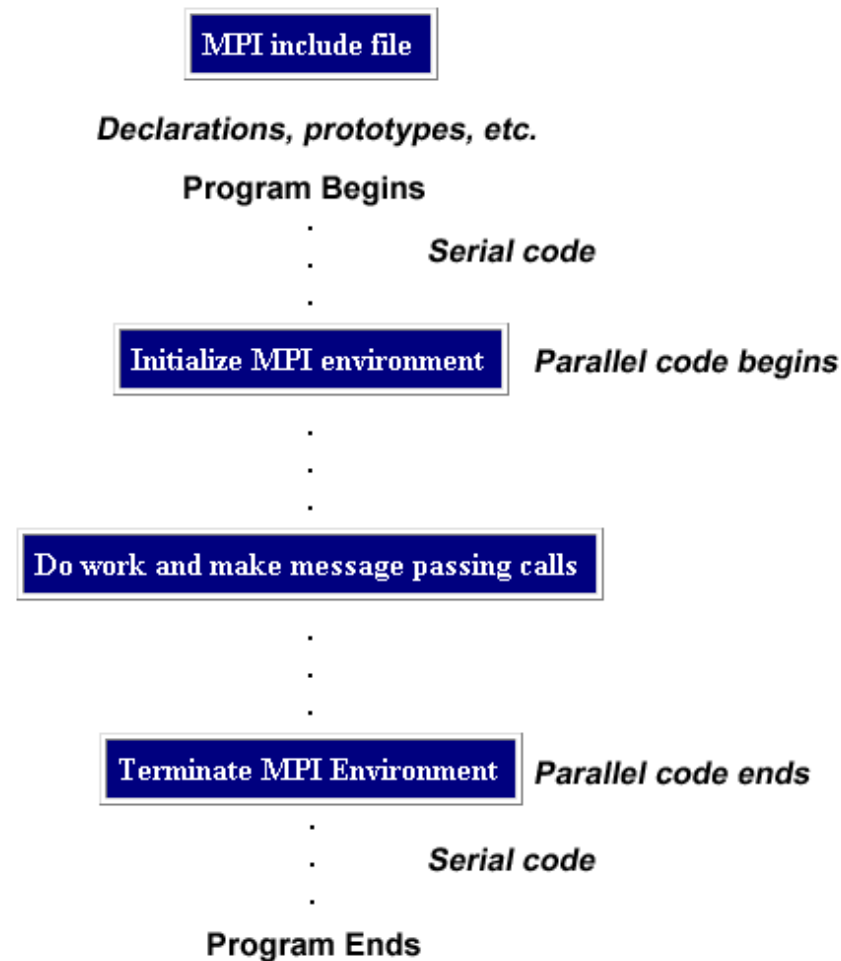 MPI include file
Declarations, prototypes, etc.
Program Begins
Serial code
Initialize MPI environment
Parallel code begins
Do work and make message passing calls
Terminate MPI Environment
Parallel code ends
Serial code
Program Ends